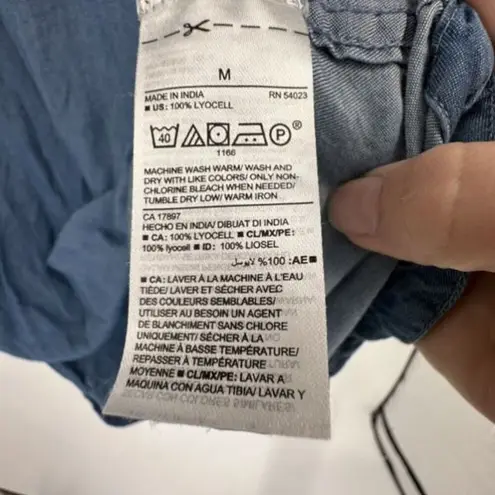 M
MADE IN INDIA RN 54023
■ US: 100% LYOCELL
40 P ®
1166
MACHINE WASH WARM/ WASH AND
DRY WITH LIKE COLORS/ ONLY NON-
CHLORINE BLEACH WHEN NEEDED/
TUMBLE DRY LOW/ WARM IRON
CA 17897
HECHO EN INDIA/ DIBUAT DI INDIA
■ CA: 100% LYOCELL ■ CL/MX/PE:
100% lyocell ■ ID: 100% LIOSEL
■ AE: 100% لايوسل
■ CA: LAVER À LA MACHINE À L'EAU
TIÈDE/ LAVER ET SÉCHER AVEC
DES COULEURS SEMBLABLES/
UTILISER AU BESOIN UN AGENT
DE BLANCHIMENT SANS CHLORE
UNIQUEMENT/ SÉCHER À LA
MACHINE À BASSE TEMPÉRATURE/
REPASSER À TEMPÉRATURE
MOYENNE ■ CL/MX/PE: LAVAR A
MAQUINA CON AGUA TIBIA/ LAVAR Y